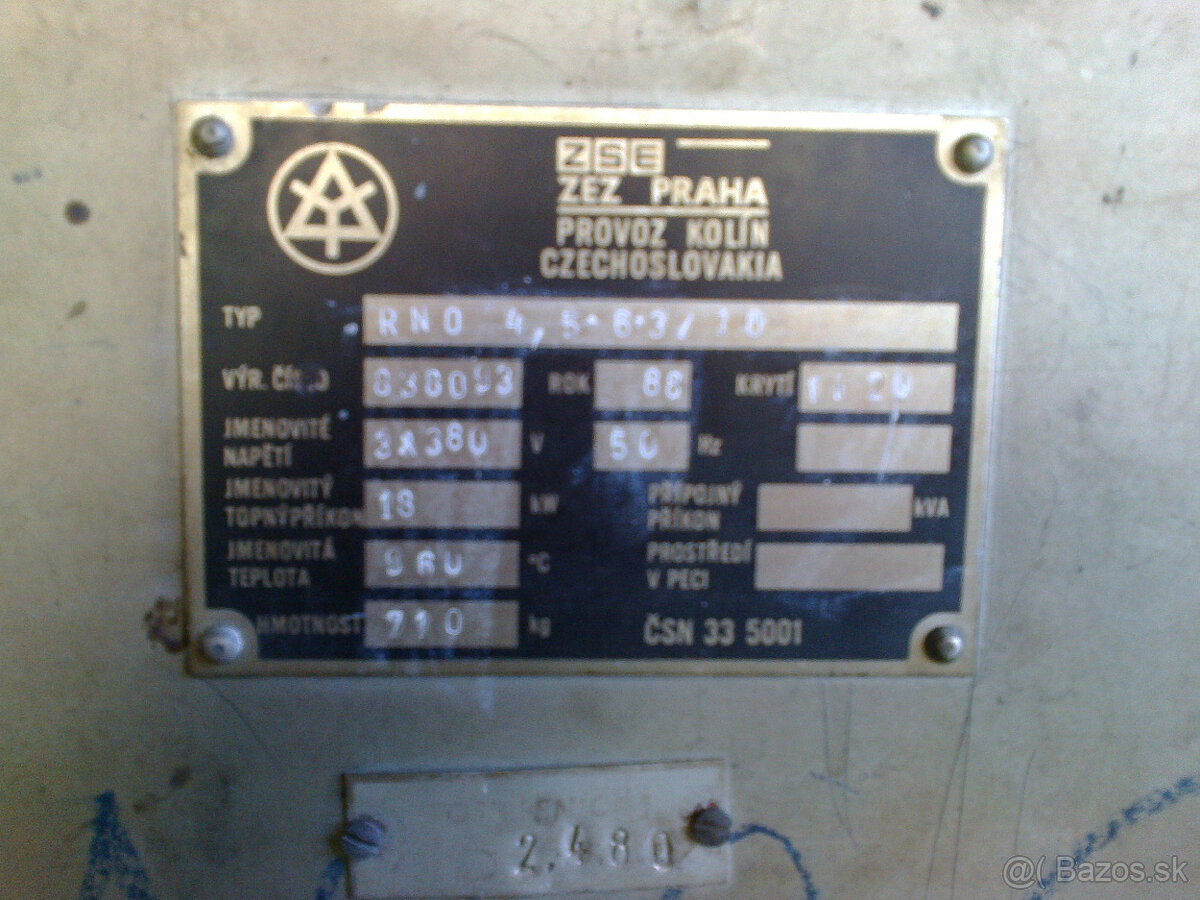 ZSE
ZEZ PRAHA
PROVOZ KOLÍN
CZECHOSLOVAKIA
TYP RNO 4,5·6·3/10
VÝR. ČÍSLO ROK KRYTÍ
JMENOVITÉ NAPĚTÍ 3X380 V 50 Hz
JMENOVITÝ TOPNÝ PŘÍKON 18 kW PŘÍPOJNÝ PŘÍKON kVA
JMENOVITÁ TEPLOTA 960 °C PROSTŘEDÍ V PECI
HMOTNOST 710 kg ČSN 33 5001
2.480
@( Bazos.sk